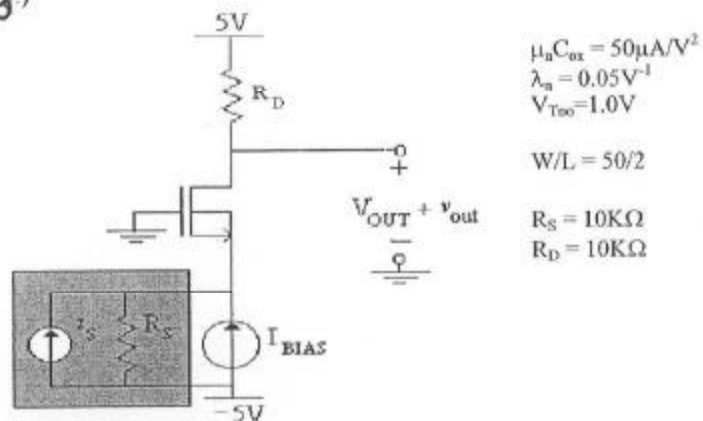 5V
R_D
V_OUT + v_out
+
−
i_S
R_S
I_BIAS
−5V
μ_nC_ox = 50μA/V²
λ_n = 0.05V⁻¹
V_Tno=1.0V
W/L = 50/2
R_S = 10KΩ
R_D = 10KΩ